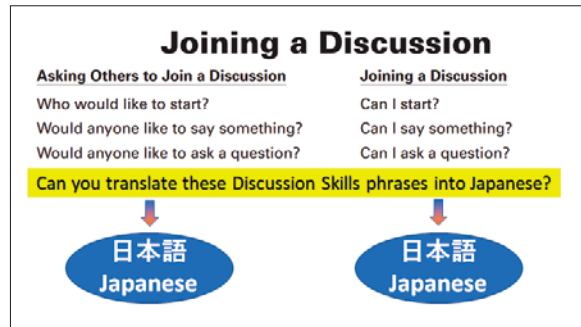 Joining a Discussion
Asking Others to Join a Discussion
Who would like to start?
Would anyone like to say something?
Would anyone like to ask a question?
Joining a Discussion
Can I start?
Can I say something?
Can I ask a question?
Can you translate these Discussion Skills phrases into Japanese?
日本語
Japanese
日本語
Japanese